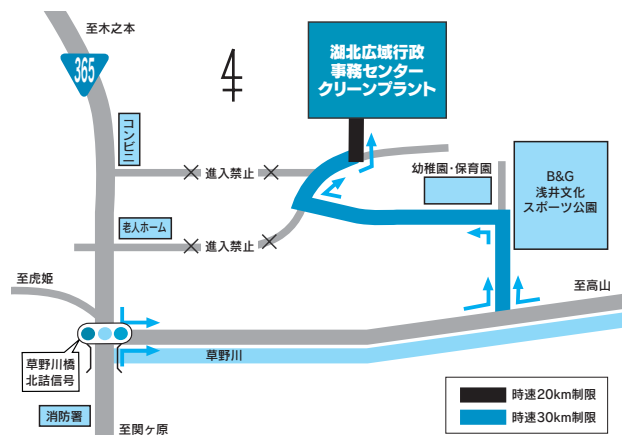 至木之本
365
湖北広域行政
事務センター
クリーンプラント
コンビニ
進入禁止
幼稚園・保育園
B&G
浅井文化
スポーツ公園
老人ホーム
進入禁止
至虎姫
至高山
草野川橋
北詰信号
草野川
消防署
至関ヶ原
時速20km制限
時速30km制限